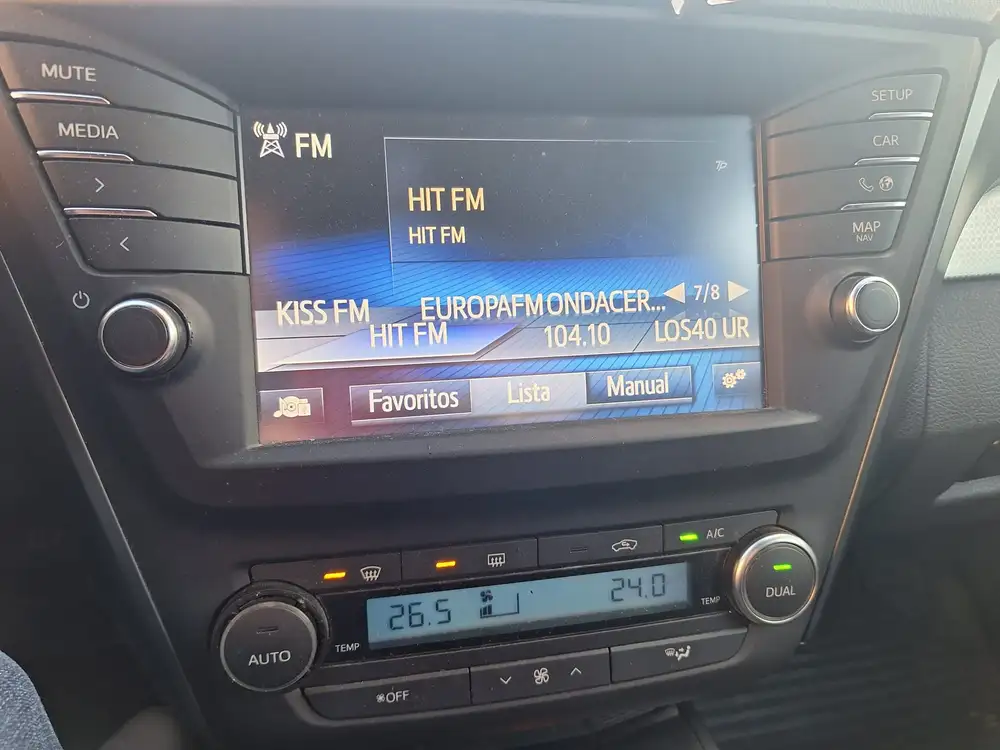 MUTE
MEDIA
SETUP
CAR
MAP
NAV
FM
HIT FM
HIT FM
7/8
KISS FM EUROPAFM ONDACER...
HIT FM 104.10 LOS40 UR
Favoritos Lista Manual
A/C
26.5 24.0
TEMP TEMP
AUTO DUAL
OFF